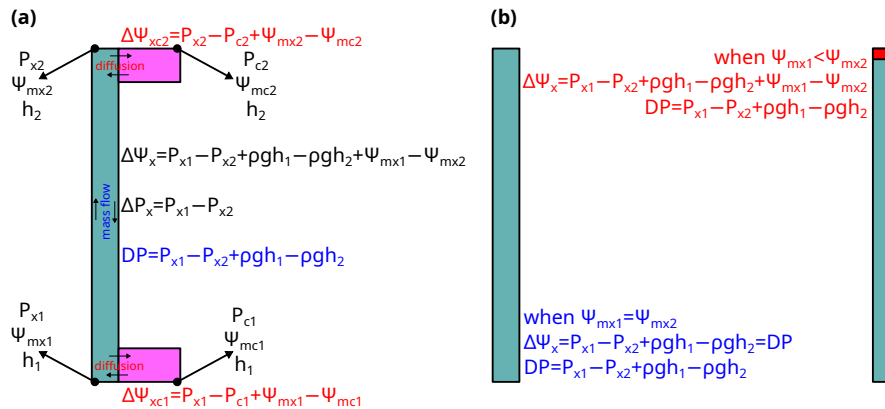 (a)
ΔΨxc2=Px2−Pc2+Ψmx2−Ψmc2
Px2
Ψmx2
h2
diffusion
Pc2
Ψmc2
h2
ΔΨx=Px1−Px2+ρgh1−ρgh2+Ψmx1−Ψmx2
mass flow
ΔPx=Px1−Px2
DP=Px1−Px2+ρgh1−ρgh2
Px1
Ψmx1
h1
diffusion
Pc1
Ψmc1
h1
ΔΨxc1=Px1−Pc1+Ψmx1−Ψmc1
(b)
when Ψmx1<Ψmx2
ΔΨx=Px1−Px2+ρgh1−ρgh2+Ψmx1−Ψmx2
DP=Px1−Px2+ρgh1−ρgh2
when Ψmx1=Ψmx2
ΔΨx=Px1−Px2+ρgh1−ρgh2=DP
DP=Px1−Px2+ρgh1−ρgh2